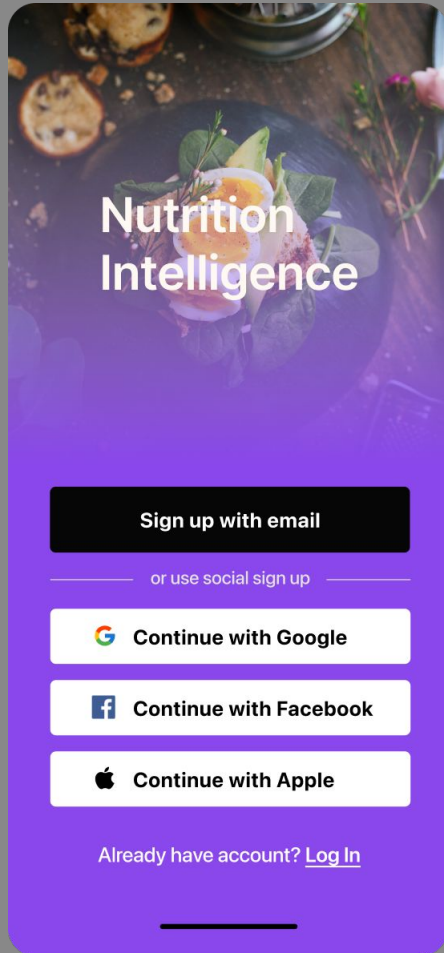 Nutrition
Intelligence
Sign up with email
or use social sign up
Continue with Google
Continue with Facebook
Continue with Apple
Already have account? Log In